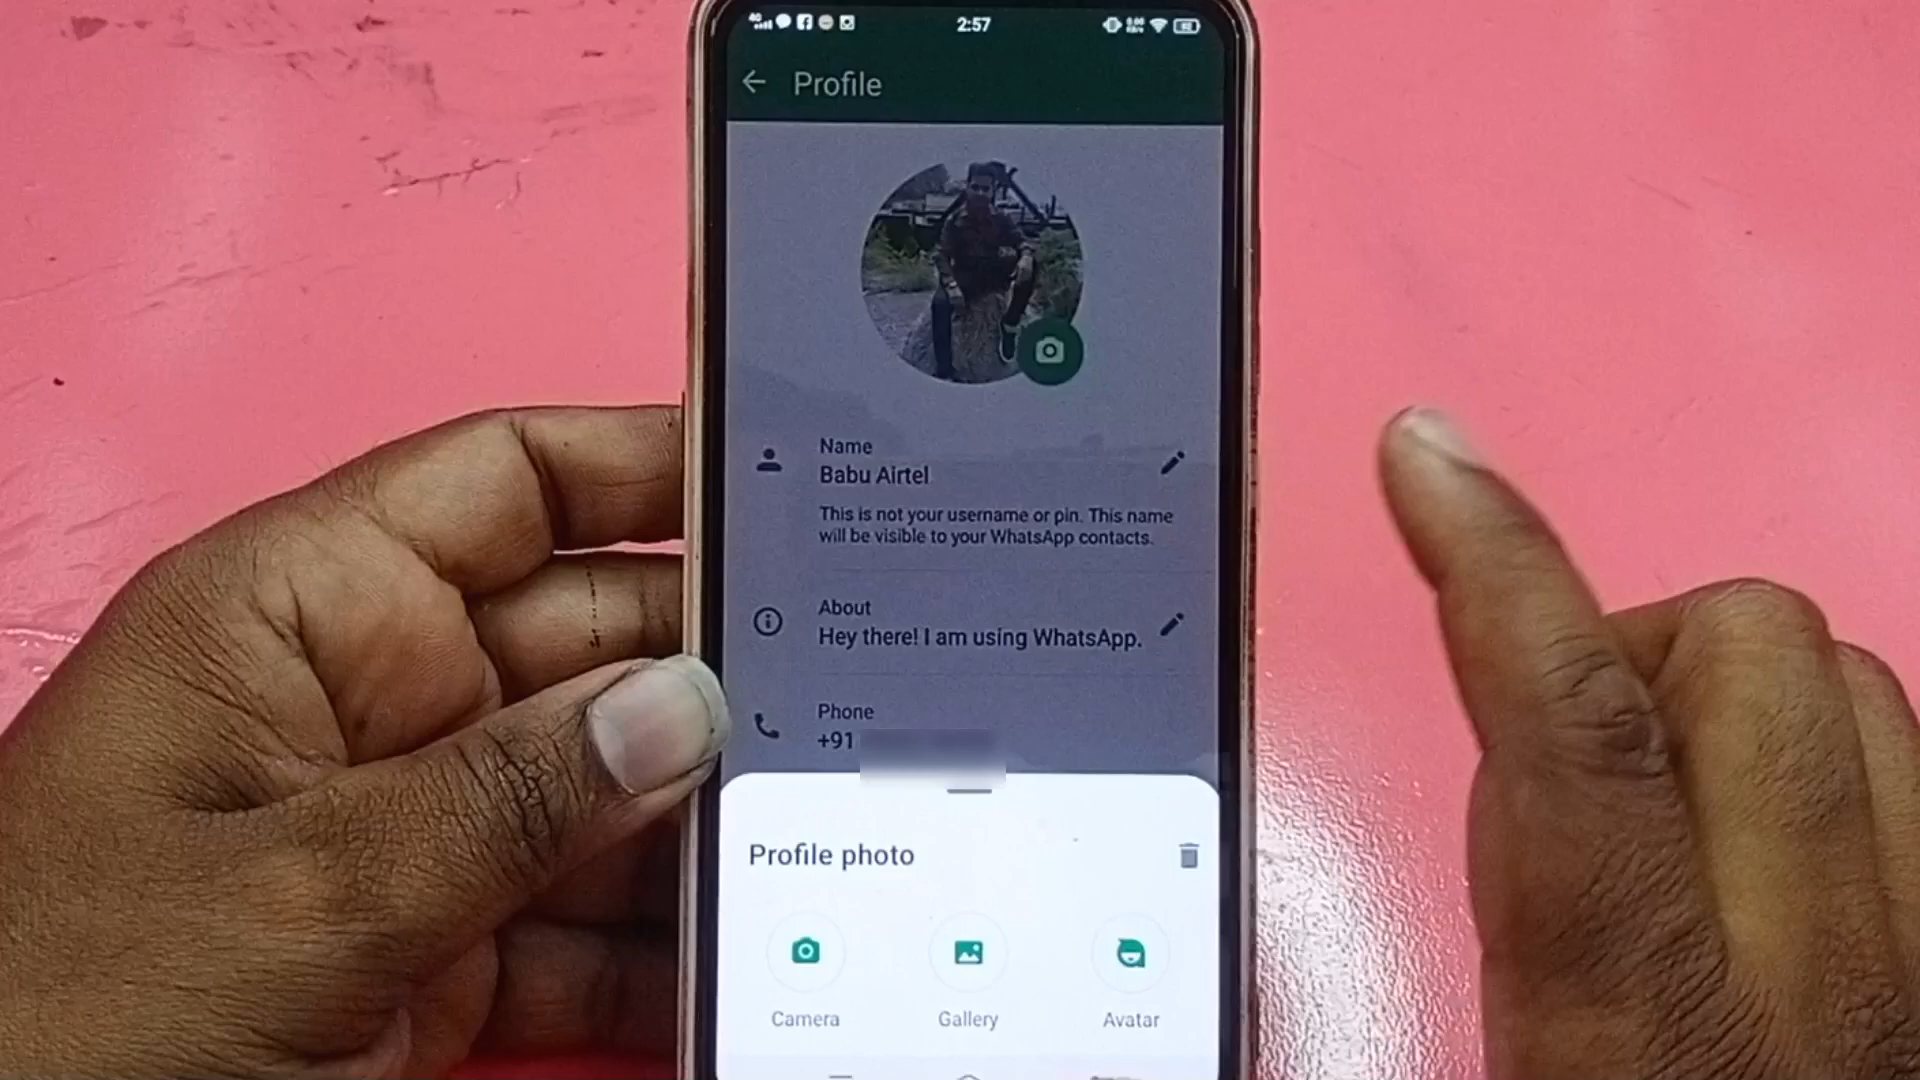 4G 2:57
Profile
Name
Babu Airtel
This is not your username or pin. This name
will be visible to your WhatsApp contacts.
About
Hey there! I am using WhatsApp.
Phone
+91
Profile photo
Camera Gallery Avatar